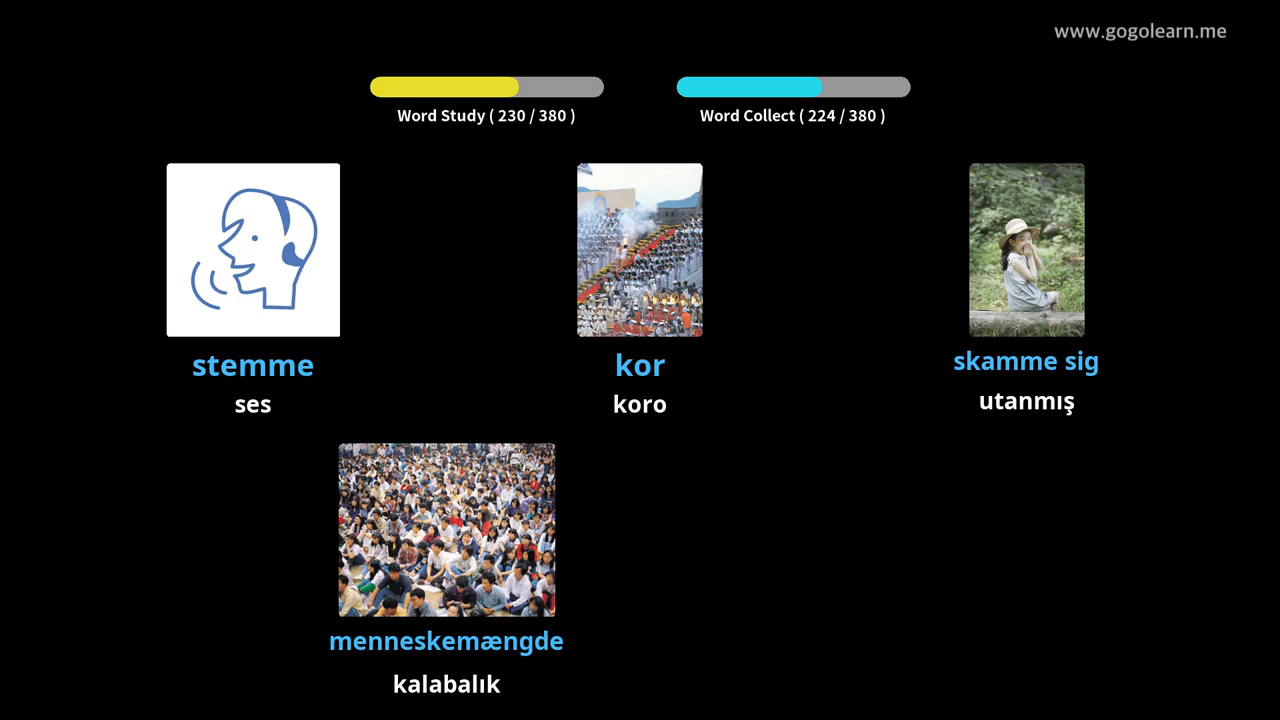 www.gogolearn.me
Word Study ( 230 / 380 )
Word Collect ( 224 / 380 )
stemme
ses
kor
koro
skamme sig
utanmış
menneskemængde
kalabalık